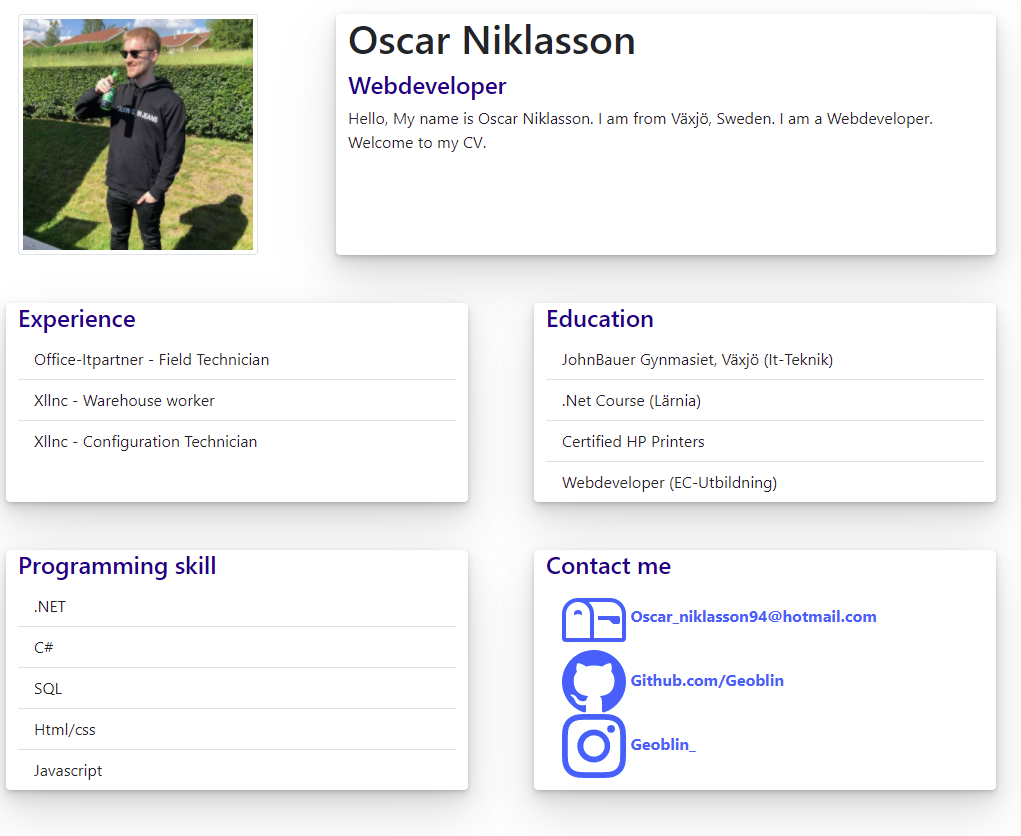 Oscar Niklasson
Webdeveloper
Hello, My name is Oscar Niklasson. I am from Växjö, Sweden. I am a Webdeveloper.
Welcome to my CV.
Experience
Office-Itpartner - Field Technician
Xllnc - Warehouse worker
Xllnc - Configuration Technician
Education
JohnBauer Gynmasiet, Växjö (It-Teknik)
.Net Course (Lärnia)
Certified HP Printers
Webdeveloper (EC-Utbildning)
Programming skill
.NET
C#
SQL
Html/css
Javascript
Contact me
Oscar_niklasson94@hotmail.com
Github.com/Geoblin
Geoblin_